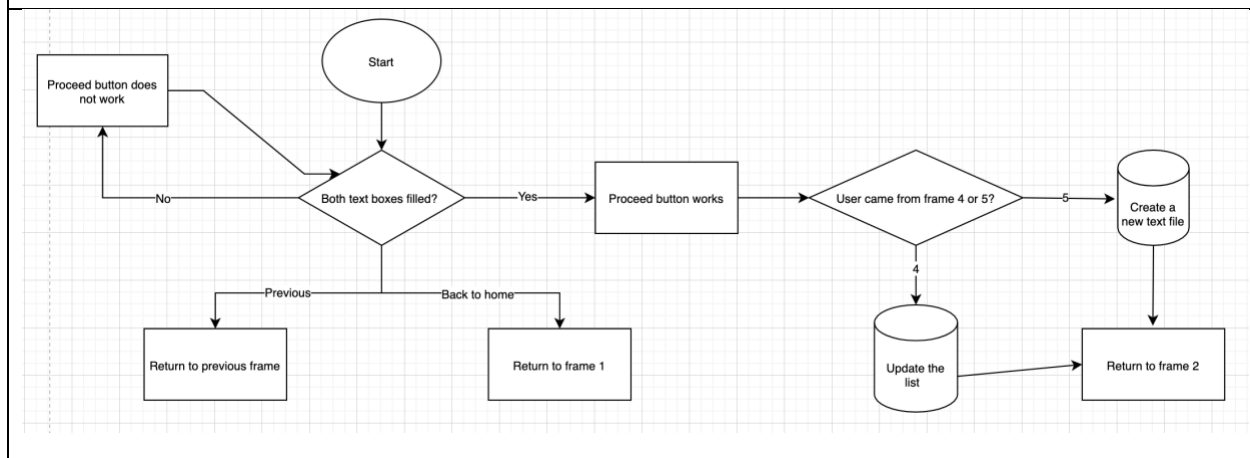 Start
Proceed button does
not work
No
Both text boxes filled?
Yes
Proceed button works
User came from frame 4 or 5?
5
Create a
new text file
4
Previous
Back to home
Return to previous frame
Return to frame 1
Update the
list
Return to frame 2